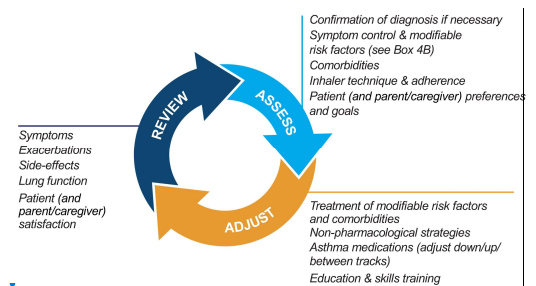 Confirmation of diagnosis if necessary
Symptom control & modifiable
risk factors (see Box 4B)
Comorbidities
Inhaler technique & adherence
Patient (and parent/caregiver) preferences
and goals
REVIEW
ASSESS
Symptoms
Exacerbations
Side-effects
Lung function
Patient (and
parent/caregiver)
satisfaction
ADJUST
Treatment of modifiable risk factors
and comorbidities
Non-pharmacological strategies
Asthma medications (adjust down/up/
between tracks)
Education & skills training